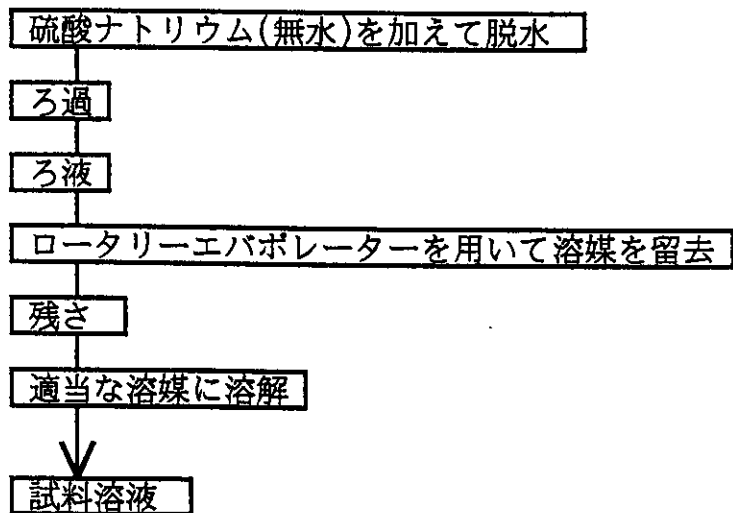 硫酸ナトリウム(無水)を加えて脱水
ろ過
ろ液
ロータリーエバポレーターを用いて溶媒を留去
残さ
適当な溶媒に溶解
試料溶液